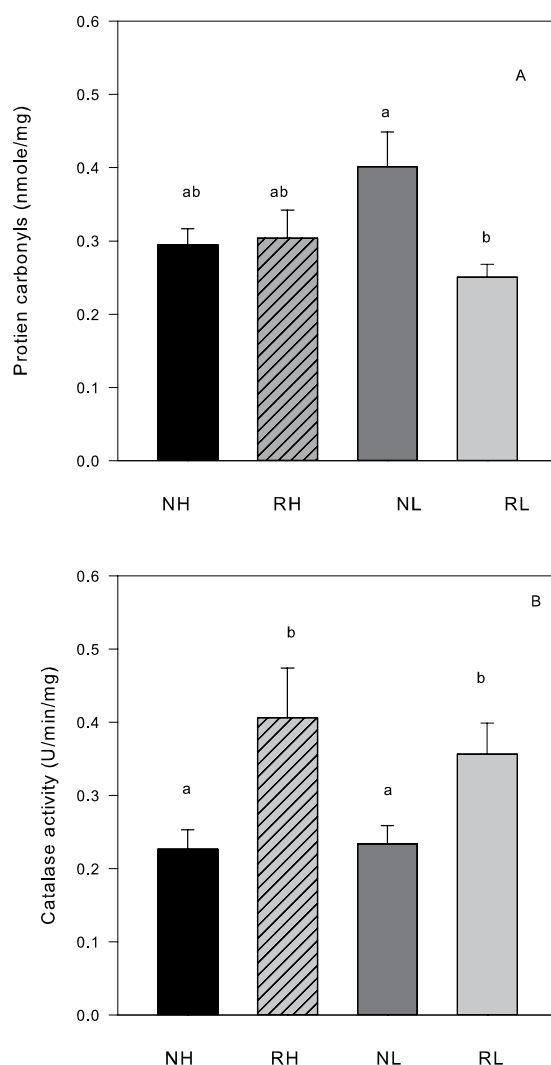 0.6
A
0.5
a
0.4
ab ab
0.3
b
0.2
0.1
0.0
Protien carbonyls (nmole/mg)
NH RH NL RL
0.6
B
b
0.5
b
0.4
a a
0.3
0.2
0.1
0.0
Catalase activity (U/min/mg)
NH RH NL RL